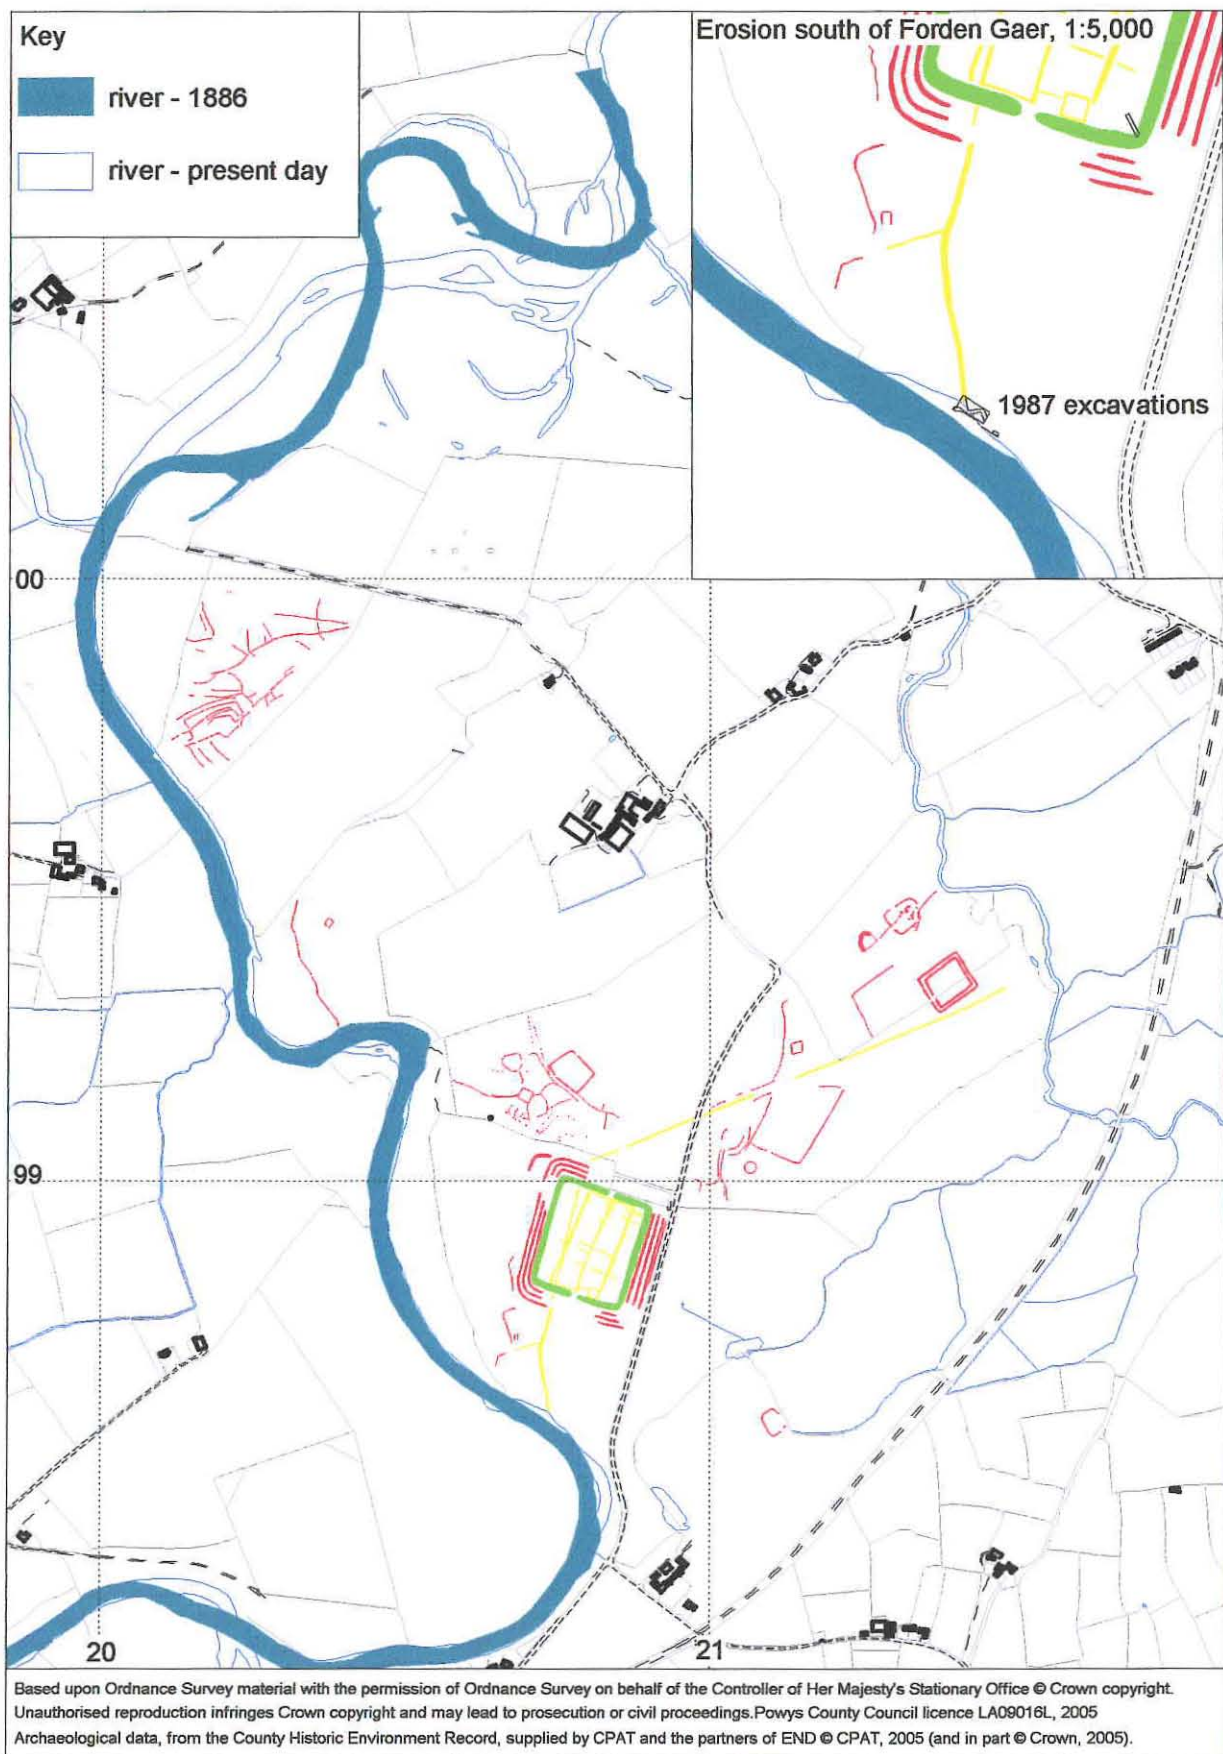 Key
river - 1886
river - present day
Erosion south of Forden Gaer, 1:5,000
1987 excavations
00
99
20
21
Based upon Ordnance Survey material with the permission of Ordnance Survey on behalf of the Controller of Her Majesty's Stationary Office © Crown copyright.
Unauthorised reproduction infringes Crown copyright and may lead to prosecution or civil proceedings.Powys County Council licence LA09016L, 2005
Archaeological data, from the County Historic Environment Record, supplied by CPAT and the partners of END © CPAT, 2005 (and in part © Crown, 2005).